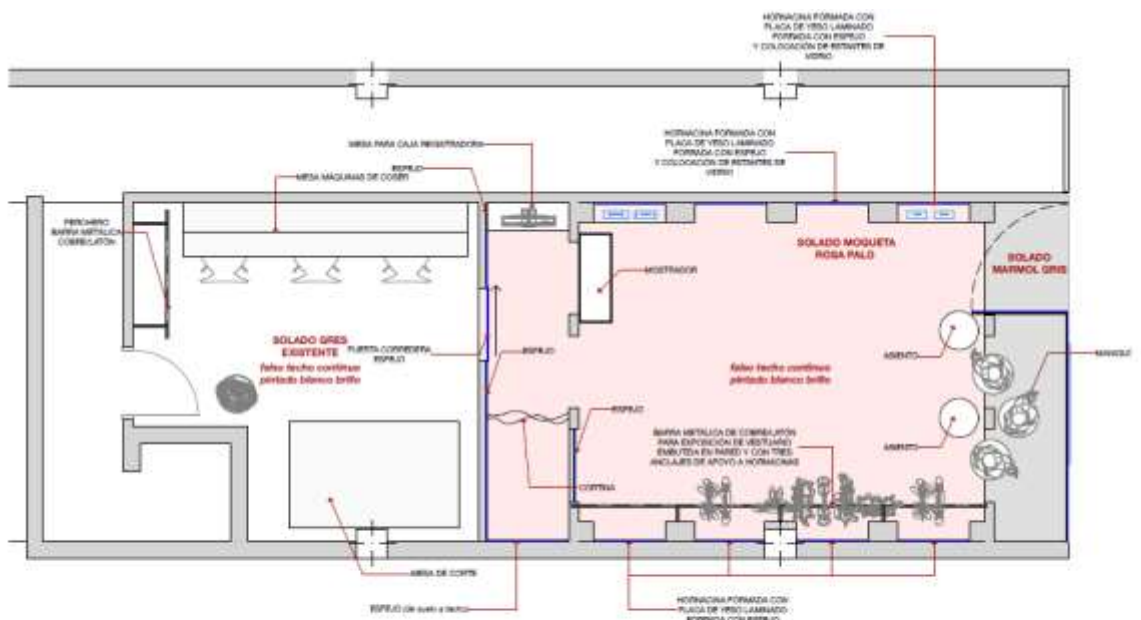 HORNACINA FORMADA CON
PLACA DE YESO LAMINADO
FORRADA CON ESPEJO
Y COLOCACIÓN DE ESTANTES DE
VIDRIO
HORNACINA FORMADA CON
PLACA DE YESO LAMINADO
FORRADA CON ESPEJO
Y COLOCACIÓN DE ESTANTES DE
VIDRIO
MESA PARA CAJA REGISTRADORA
ESPEJO
MESA MÁQUINAS DE COSER
PERCHERO
BARRA METÁLICA
COBRE/LATÓN
SOLADO MOQUETA
ROSA PALO
SOLADO
MARMOL GRIS
MOSTRADOR
SOLADO GRES
EXISTENTE
falso techo continuo
pintado blanco brillo
PUERTA CORREDERA
ESPEJO
ESPEJO
ASIENTO
MANIQUÍ
falso techo continuo
pintado blanco brillo
ESPEJO
BARRA METÁLICA DE COBRE/LATÓN
PARA EXPOSICIÓN DE VESTUARIO
EMBUTIDA EN PARED Y CON TRES
ANCLAJES DE APOYO A HORNACINAS
ASIENTO
CORTINA
MESA DE CORTE
ESPEJO (de suelo a techo)
HORNACINA FORMADA CON
PLACA DE YESO LAMINADO
FORRADA CON ESPEJO